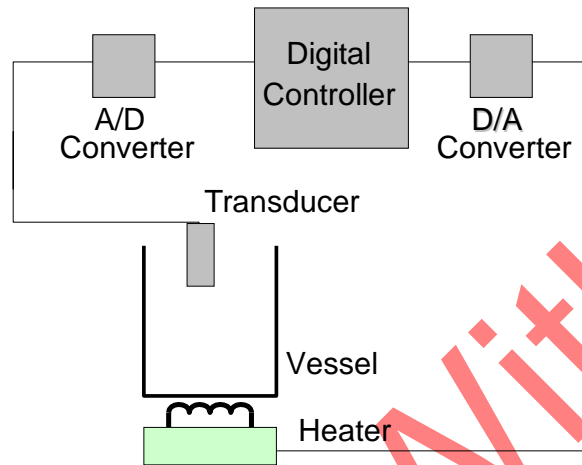 Digital
Controller
A/D
Converter
D/A
Converter
Transducer
Vessel
Heater